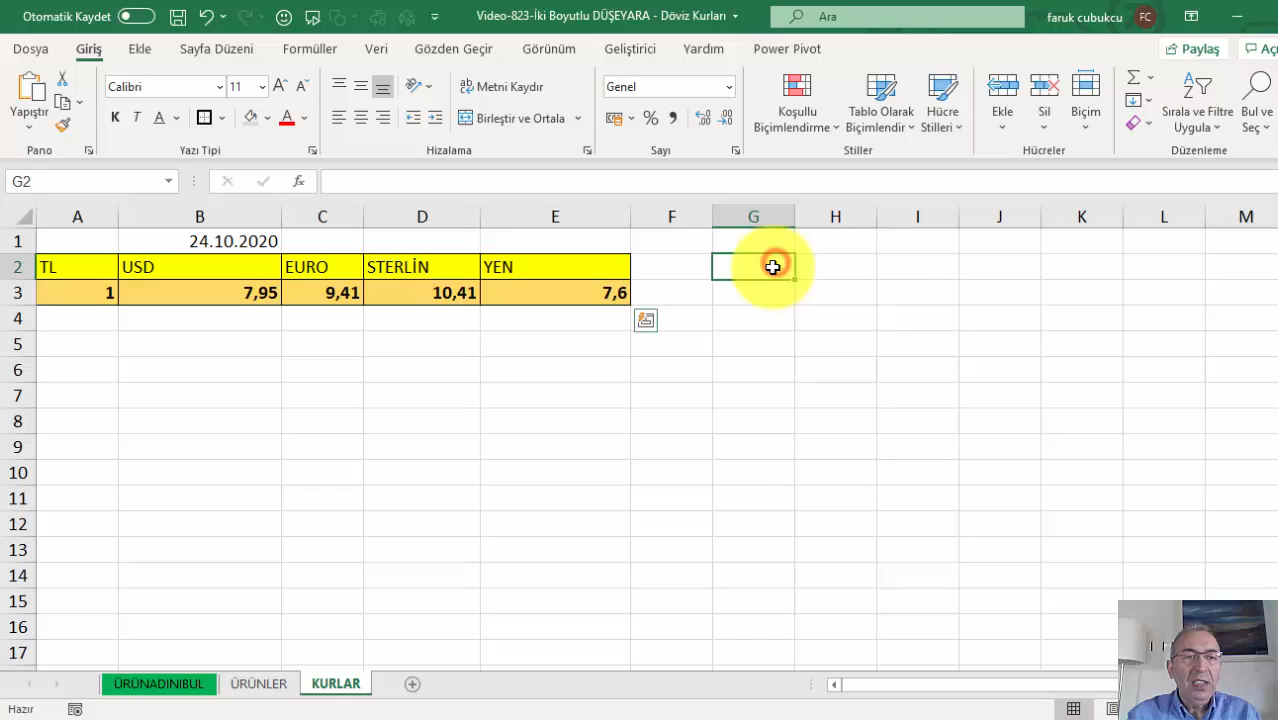 Otomatik Kaydet
Video-823-İki Boyutlu DÜŞEYARA - Döviz Kurları
Ara
faruk cubukcu
FC
Dosya Giriş Ekle Sayfa Düzeni Formüller Veri Gözden Geçir Görünüm Geliştirici Yardım Power Pivot
Paylaş
Yapıştır
Pano
Calibri 11
K T A
Yazı Tipi
Metni Kaydır
Birleştir ve Ortala
Hizalama
Genel
Sayı
Koşullu Biçimlendirme
Tablo Olarak Biçimlendir
Hücre Stilleri
Stiller
Ekle
Sil
Biçim
Hücreler
Sırala ve Filtre Uygula
Bul ve Seç
Düzenleme
G2
fx
A B C D E F G H I J K L M
1 24.10.2020
2 TL USD EURO STERLİN YEN
3 1 7,95 9,41 10,41 7,6
4
5
6
7
8
9
10
11
12
13
14
15
16
17
ÜRÜNADINIBUL ÜRÜNLER KURLAR
Hazır